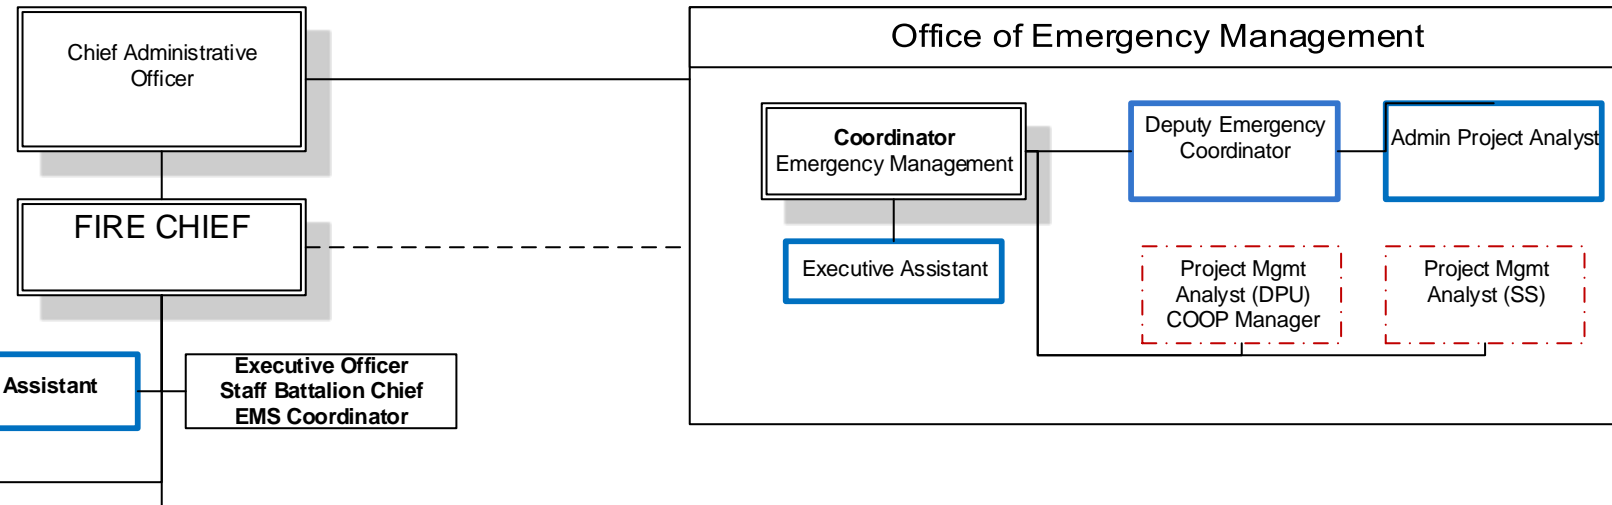 Chief Administrative
Officer
Office of Emergency Management
Coordinator
Emergency Management
Deputy Emergency
Coordinator
Admin Project Analyst
FIRE CHIEF
Executive Assistant
Project Mgmt
Analyst (DPU)
COOP Manager
Project Mgmt
Analyst (SS)
Assistant
Executive Officer
Staff Battalion Chief
EMS Coordinator